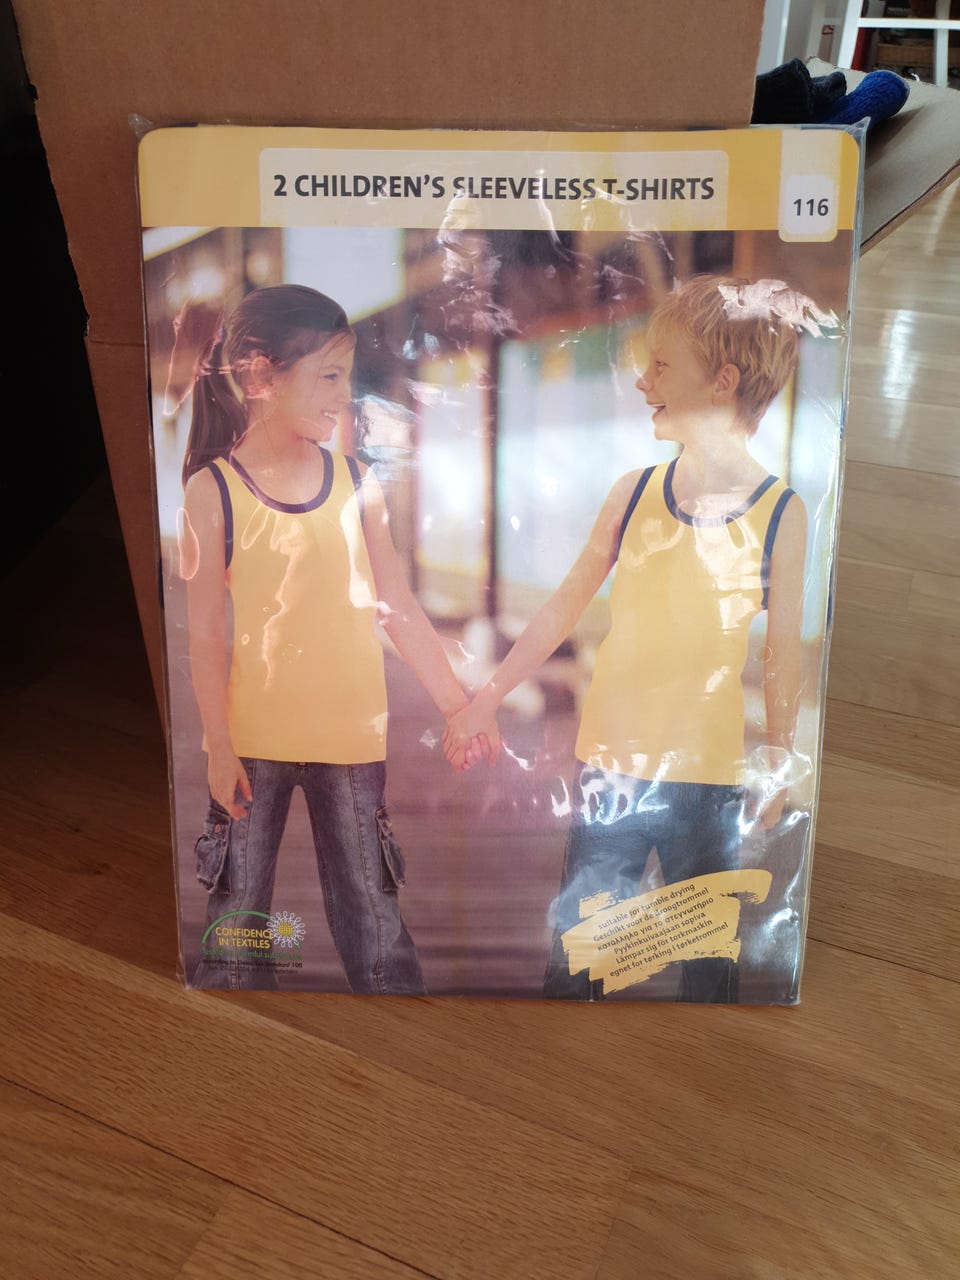 2 CHILDREN'S SLEEVELESS T-SHIRTS
116
suitable for tumble drying
Geschikt voor de droogtrommel
κατάλληλο για το στεγνωτήριο
Pyykinkuivaajaan sopiva
Lämpar sig för torkmaskin
egnet for tørking i tørketrommel
CONFIDENCE
IN TEXTILES